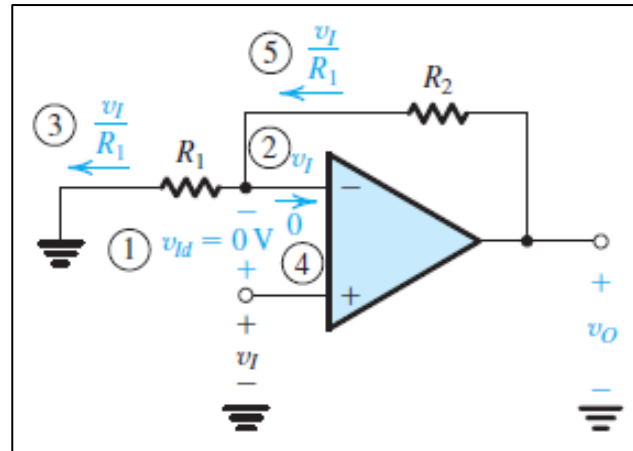 ⑤ v_I/R_1
R_2
③ v_I/R_1
R_1
② v_I
−
− 0
① v_Id = 0 V
+ ④
+
+
v_I
−
+
v_O
−